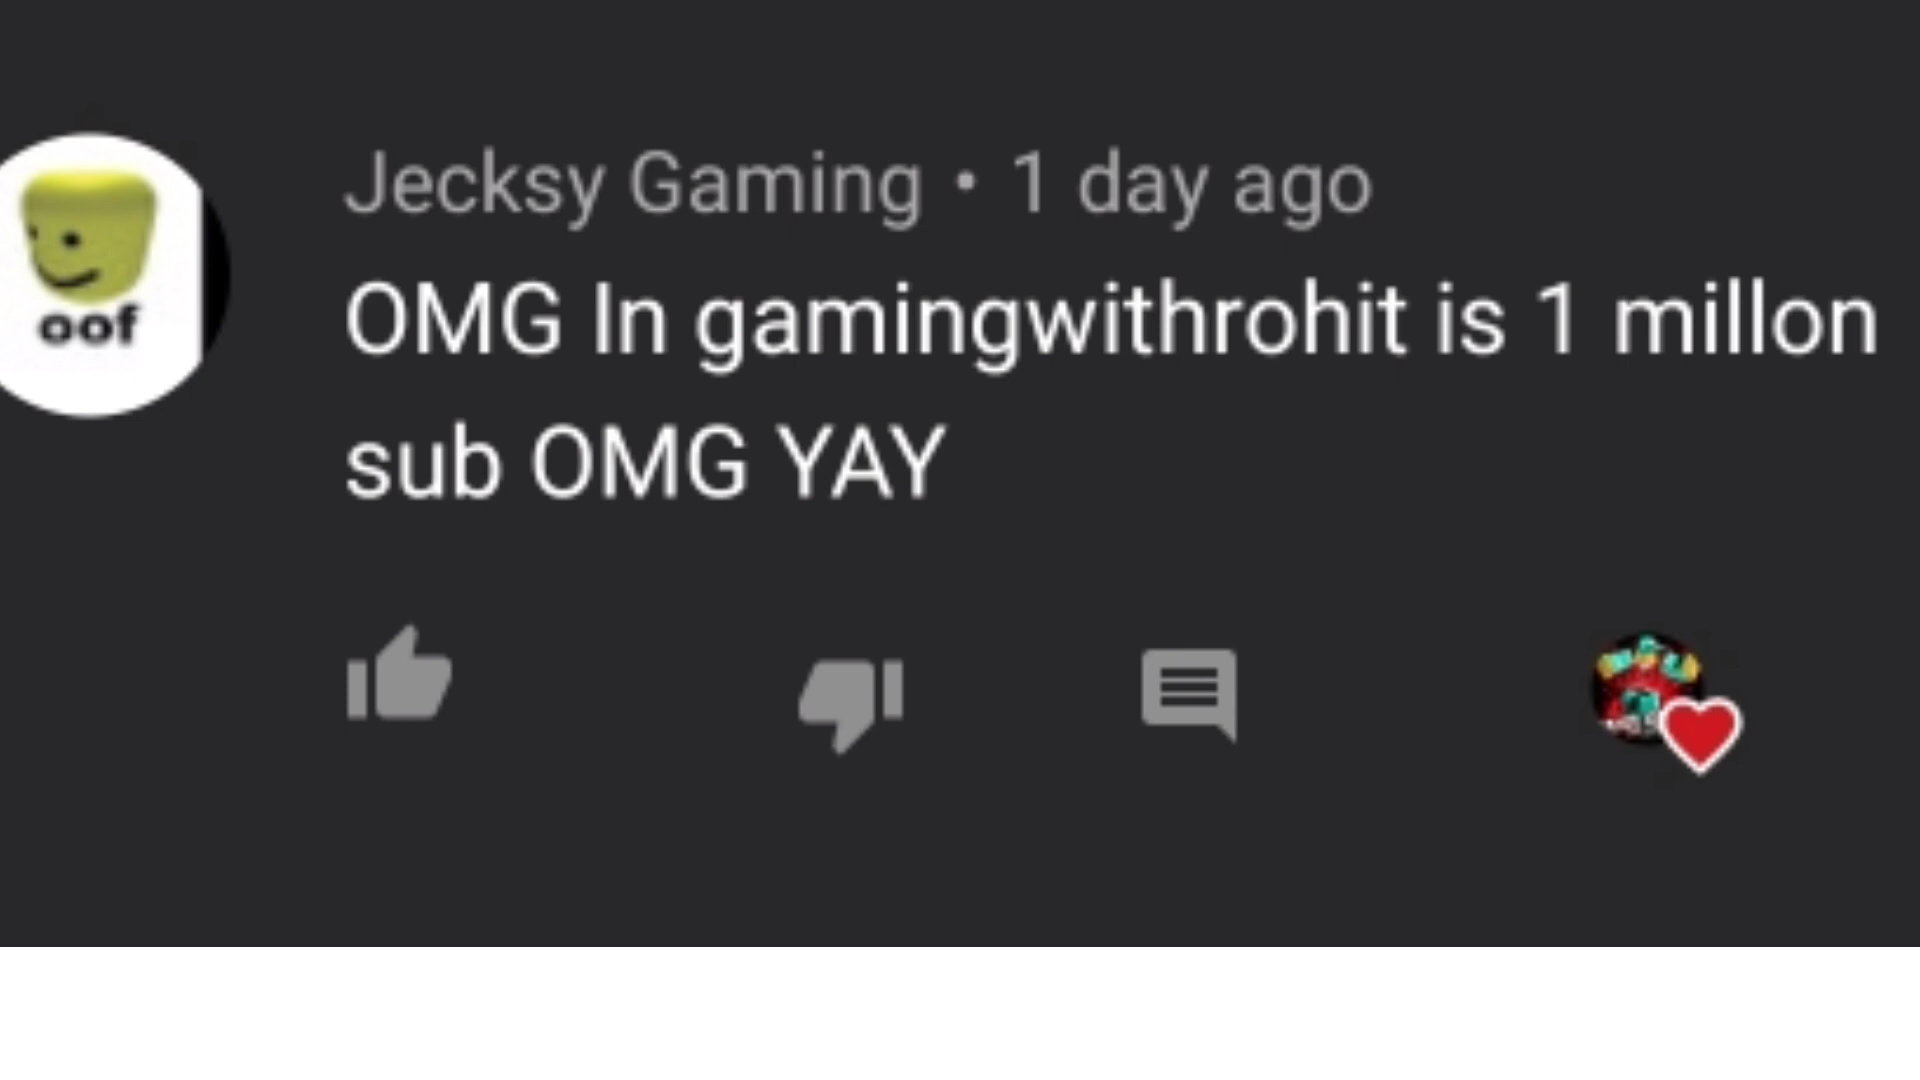 oof
Jecksy Gaming • 1 day ago
OMG In gamingwithrohit is 1 millon
sub OMG YAY